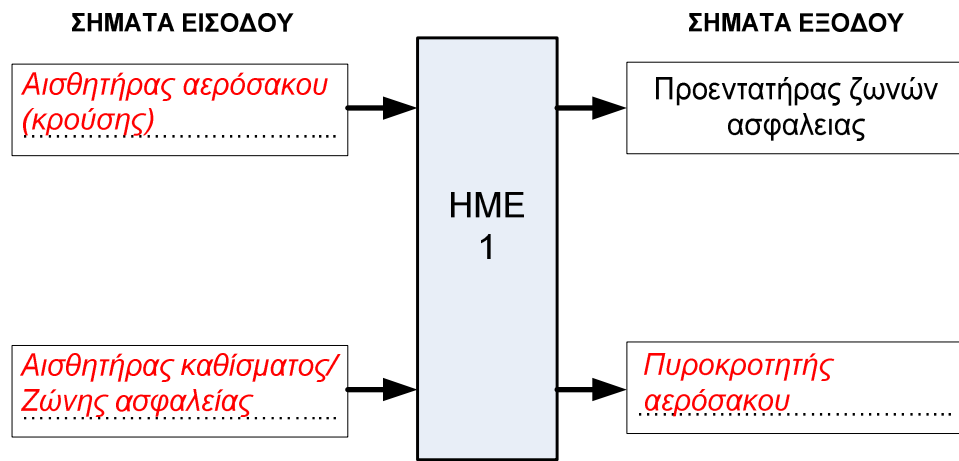 ΣΗΜΑΤΑ ΕΙΣΟΔΟΥ
ΣΗΜΑΤΑ ΕΞΟΔΟΥ
Αισθητήρας αερόσακου
(κρούσης)
Προεντατήρας ζωνών
ασφαλειας
ΗΜΕ
1
Αισθητήρας καθίσματος/
Ζώνης ασφαλείας
Πυροκροτητής
αερόσακου